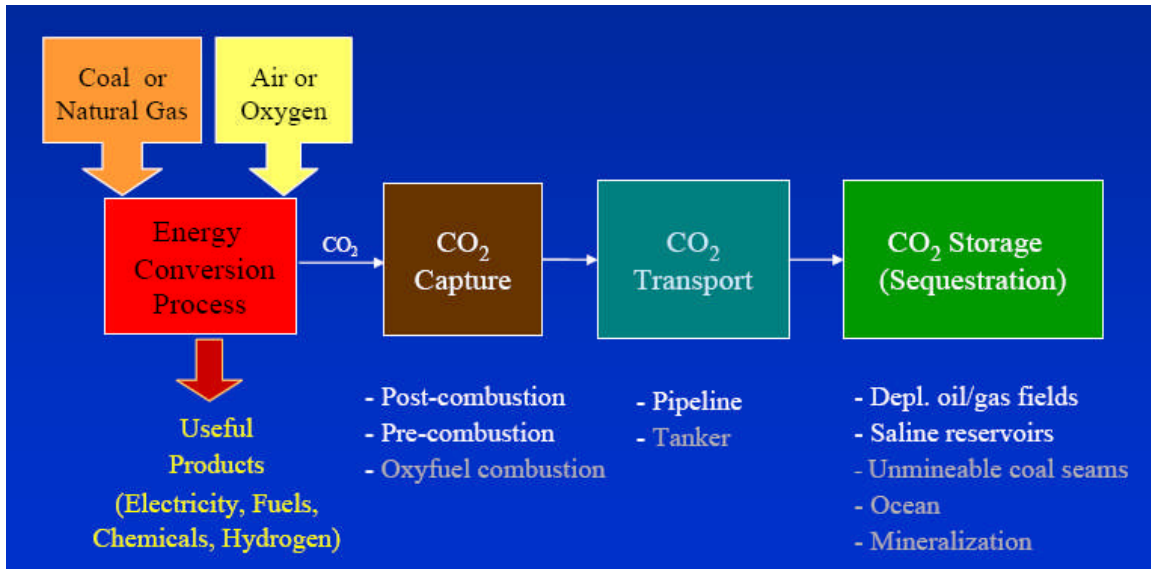 Coal or
Natural Gas
Air or
Oxygen
Energy
Conversion
Process
CO₂
CO₂
Capture
CO₂
Transport
CO₂ Storage
(Sequestration)
Useful
Products
(Electricity, Fuels,
Chemicals, Hydrogen)
- Post-combustion
- Pre-combustion
- Oxyfuel combustion
- Pipeline
- Tanker
- Depl. oil/gas fields
- Saline reservoirs
- Unmineable coal seams
- Ocean
- Mineralization